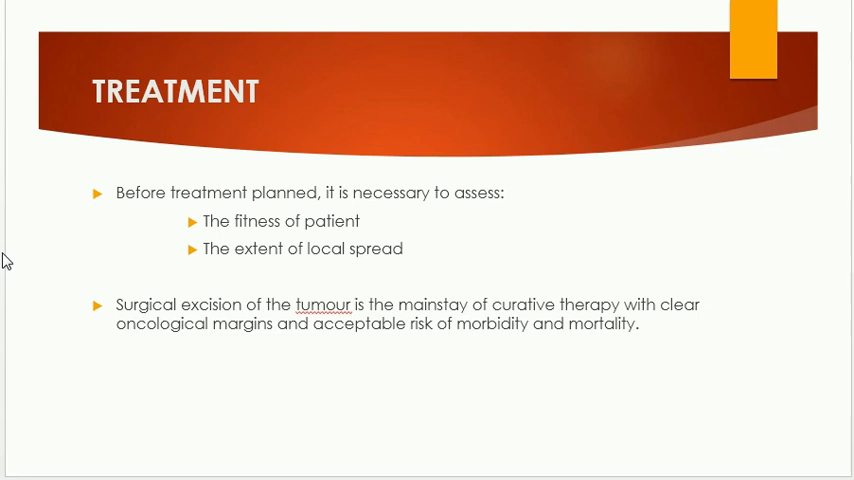 TREATMENT
Before treatment planned, it is necessary to assess:
The fitness of patient
The extent of local spread
Surgical excision of the tumour is the mainstay of curative therapy with clear
oncological margins and acceptable risk of morbidity and mortality.